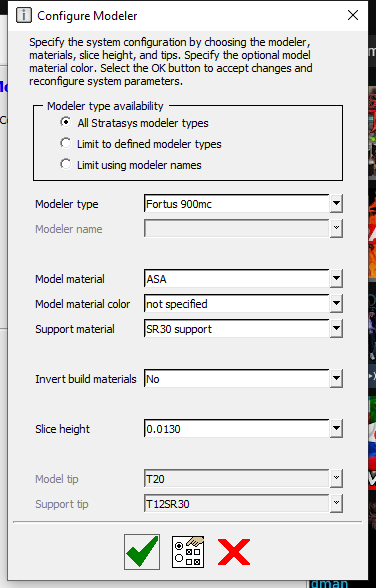 Configure Modeler
Specify the system configuration by choosing the modeler,
materials, slice height, and tips. Specify the optional model
material color. Select the OK button to accept changes and
reconfigure system parameters.
Modeler type availability
All Stratasys modeler types
Limit to defined modeler types
Limit using modeler names
Modeler type Fortus 900mc
Modeler name
Model material ASA
Model material color not specified
Support material SR30 support
Invert build materials No
Slice height 0.0130
Model tip T20
Support tip T12SR30
dman